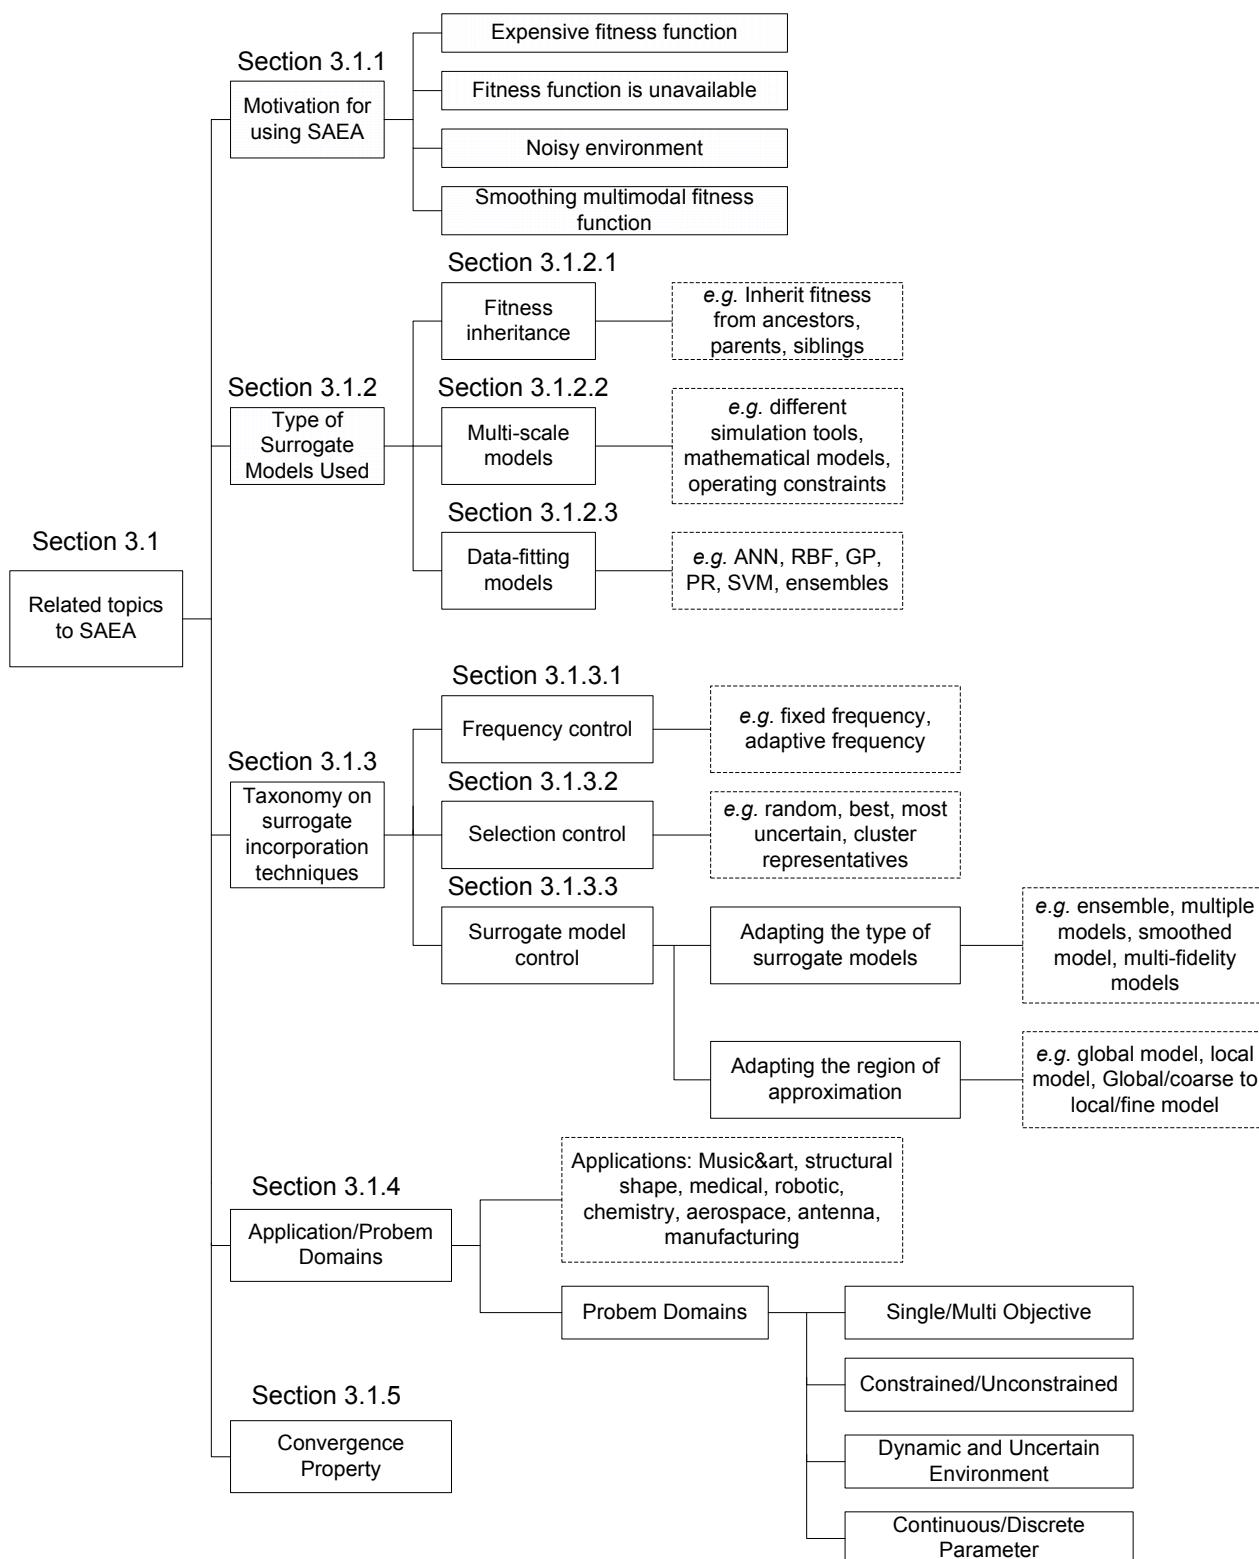 Expensive fitness function
Section 3.1.1
Motivation for
using SAEA
Fitness function is unavailable
Noisy environment
Smoothing multimodal fitness
function
Section 3.1.2.1
Fitness
inheritance
e.g. Inherit fitness
from ancestors,
parents, siblings
Section 3.1.2
Type of
Surrogate
Models Used
Section 3.1.2.2
Multi-scale
models
e.g. different
simulation tools,
mathematical models,
operating constraints
Section 3.1.2.3
Data-fitting
models
e.g. ANN, RBF, GP,
PR, SVM, ensembles
Section 3.1
Related topics
to SAEA
Section 3.1.3.1
Frequency control
e.g. fixed frequency,
adaptive frequency
Section 3.1.3
Taxonomy on
surrogate
incorporation
techniques
Section 3.1.3.2
Selection control
e.g. random, best, most
uncertain, cluster
representatives
Section 3.1.3.3
Surrogate model
control
Adapting the type of
surrogate models
e.g. ensemble, multiple
models, smoothed
model, multi-fidelity
models
Adapting the region of
approximation
e.g. global model, local
model, Global/coarse to
local/fine model
Section 3.1.4
Application/Probem
Domains
Applications: Music&art, structural
shape, medical, robotic,
chemistry, aerospace, antenna,
manufacturing
Probem Domains
Single/Multi Objective
Constrained/Unconstrained
Dynamic and Uncertain
Environment
Continuous/Discrete
Parameter
Section 3.1.5
Convergence
Property